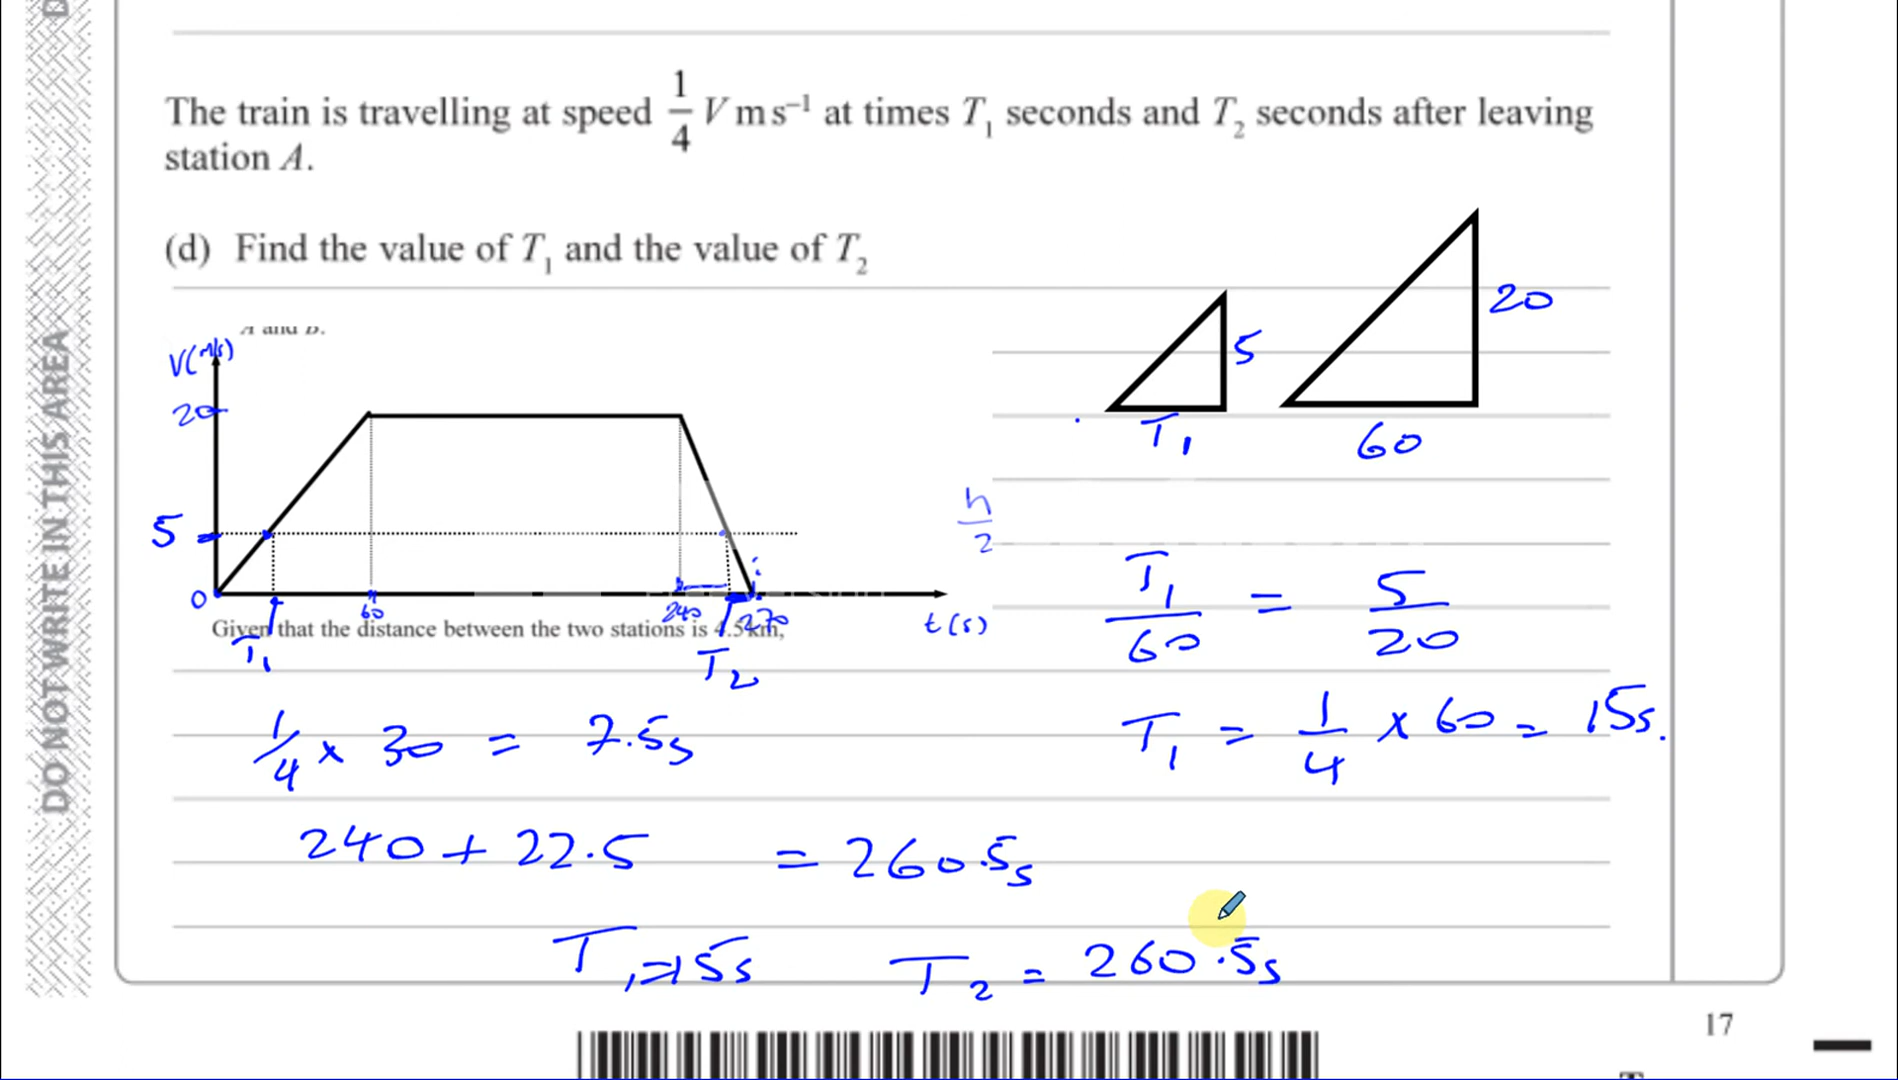 The train is travelling at speed 1/4 V m s⁻¹ at times T₁ seconds and T₂ seconds after leaving
station A.
(d) Find the value of T₁ and the value of T₂
A and B.
V(m/s)
20
5
0
60
240
270
t(s)
T₁
T₂
Given that the distance between the two stations is 4.5km,
5
T₁
20
60
h/2
T₁/60 = 5/20
T₁ = 1/4 × 60 = 15s.
1/4 × 30 = 7.5s
240 + 22.5 = 260.5s
T₁ = 15s T₂ = 260.5s
17
DO NOT WRITE IN THIS AREA